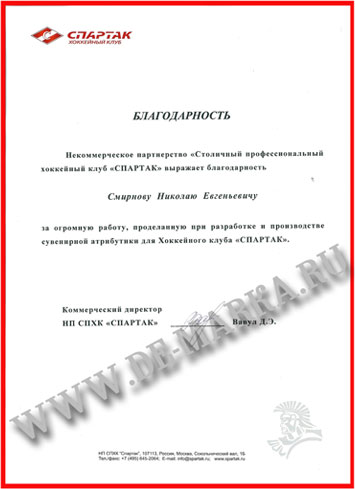 СПАРТАК
ХОККЕЙНЫЙ КЛУБ
БЛАГОДАРНОСТЬ
Некоммерческое партнерство «Столичный профессиональный
хоккейный клуб «СПАРТАК» выражает благодарность
Смирнову Николаю Евгеньевичу
за огромную работу, проделанную при разработке и производстве
сувенирной атрибутики для Хоккейного клуба «СПАРТАК».
Коммерческий директор
НП СПХК «СПАРТАК» Вавул Д.Э.
WWW.DE-MARKA.RU
НП СПХК "Спартак", 107113, Россия, Москва, Сокольнический вал, 1Б
Тел./факс: +7 (495) 645-2064; E-mail: info@spartak.ru; www.spartak.ru